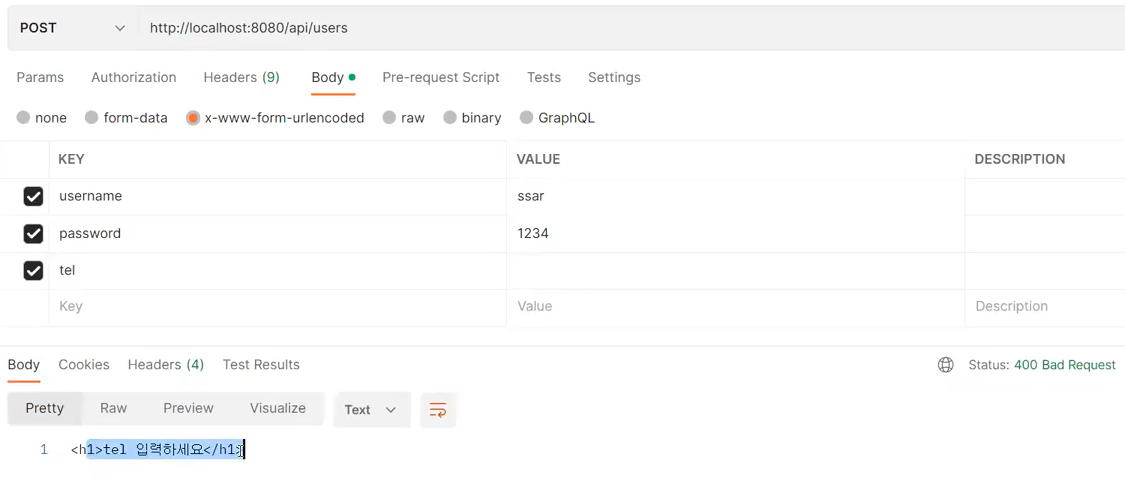 POST http://localhost:8080/api/users
Params Authorization Headers (9) Body Pre-request Script Tests Settings
none form-data x-www-form-urlencoded raw binary GraphQL
KEY VALUE DESCRIPTION
username ssar
password 1234
tel
Key Value Description
Body Cookies Headers (4) Test Results Status: 400 Bad Request
Pretty Raw Preview Visualize Text
1 <h1>tel 입력하세요</h1>